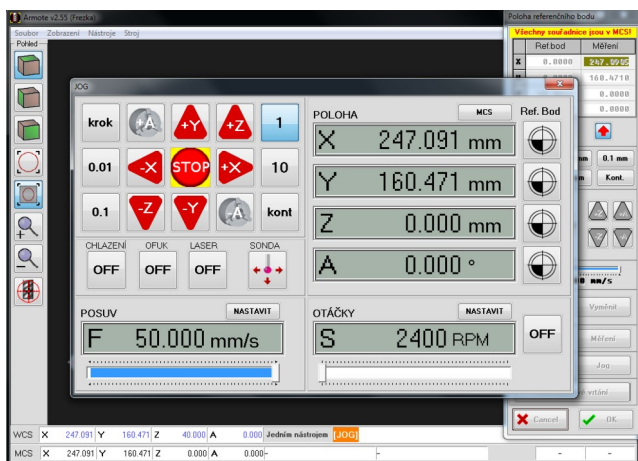 Armote v2.55 (Frezka)
Soubor Zobrazení Nástroje Stroj
Pohled
Poloha referenčního bodu
Všechny souřadnice jsou v MCS!
Ref.bod Měření
X 0.0000 247.0905
0.0000 160.4710
0.0000
0.0000
JOG
krok +A +Y +Z 1
0.01 -X STOP +X 10
0.1 -Z -Y -A kont
CHLAZENÍ OFUK LASER SONDA
OFF OFF OFF
POLOHA MCS Ref. Bod
X 247.091 mm
Y 160.471 mm
Z 0.000 mm
A 0.000 °
POSUV NASTAVIT
F 50.000 mm/s
OTÁČKY NASTAVIT
S 2400 RPM OFF
mm 0.1 mm
m Kont.
mm/s
Vyměnit
Měření
Jog
vrtání
Cancel OK
WCS X 247.091 Y 160.471 Z 40.000 A 0.000 Jedním nástrojem [JOG]
MCS X 247.091 Y 160.471 Z 0.000 A 0.000 - - - -